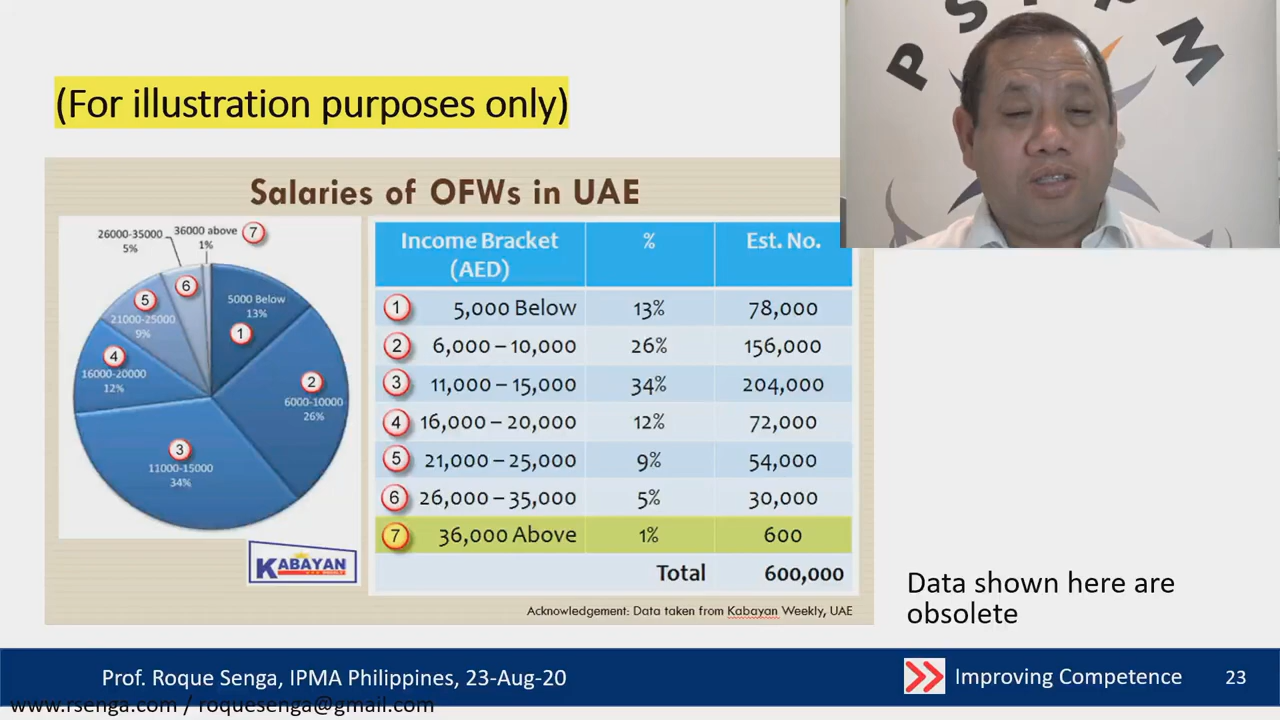 (For illustration purposes only)
PSTPM
Salaries of OFWs in UAE
26000-35000
5%
36000 above
1%
7
6
5
21000-25000
9%
5000 Below
13%
1
4
16000-20000
12%
2
6000-10000
26%
3
11000-15000
34%
KABAYAN
Income Bracket (AED) % Est. No.
1 5,000 Below 13% 78,000
2 6,000 – 10,000 26% 156,000
3 11,000 – 15,000 34% 204,000
4 16,000 – 20,000 12% 72,000
5 21,000 – 25,000 9% 54,000
6 26,000 – 35,000 5% 30,000
7 36,000 Above 1% 600
Total 600,000
Acknowledgement: Data taken from Kabayan Weekly, UAE
Data shown here are
obsolete
Prof. Roque Senga, IPMA Philippines, 23-Aug-20
Improving Competence
23
www.rsenga.com / roquesenga@gmail.com